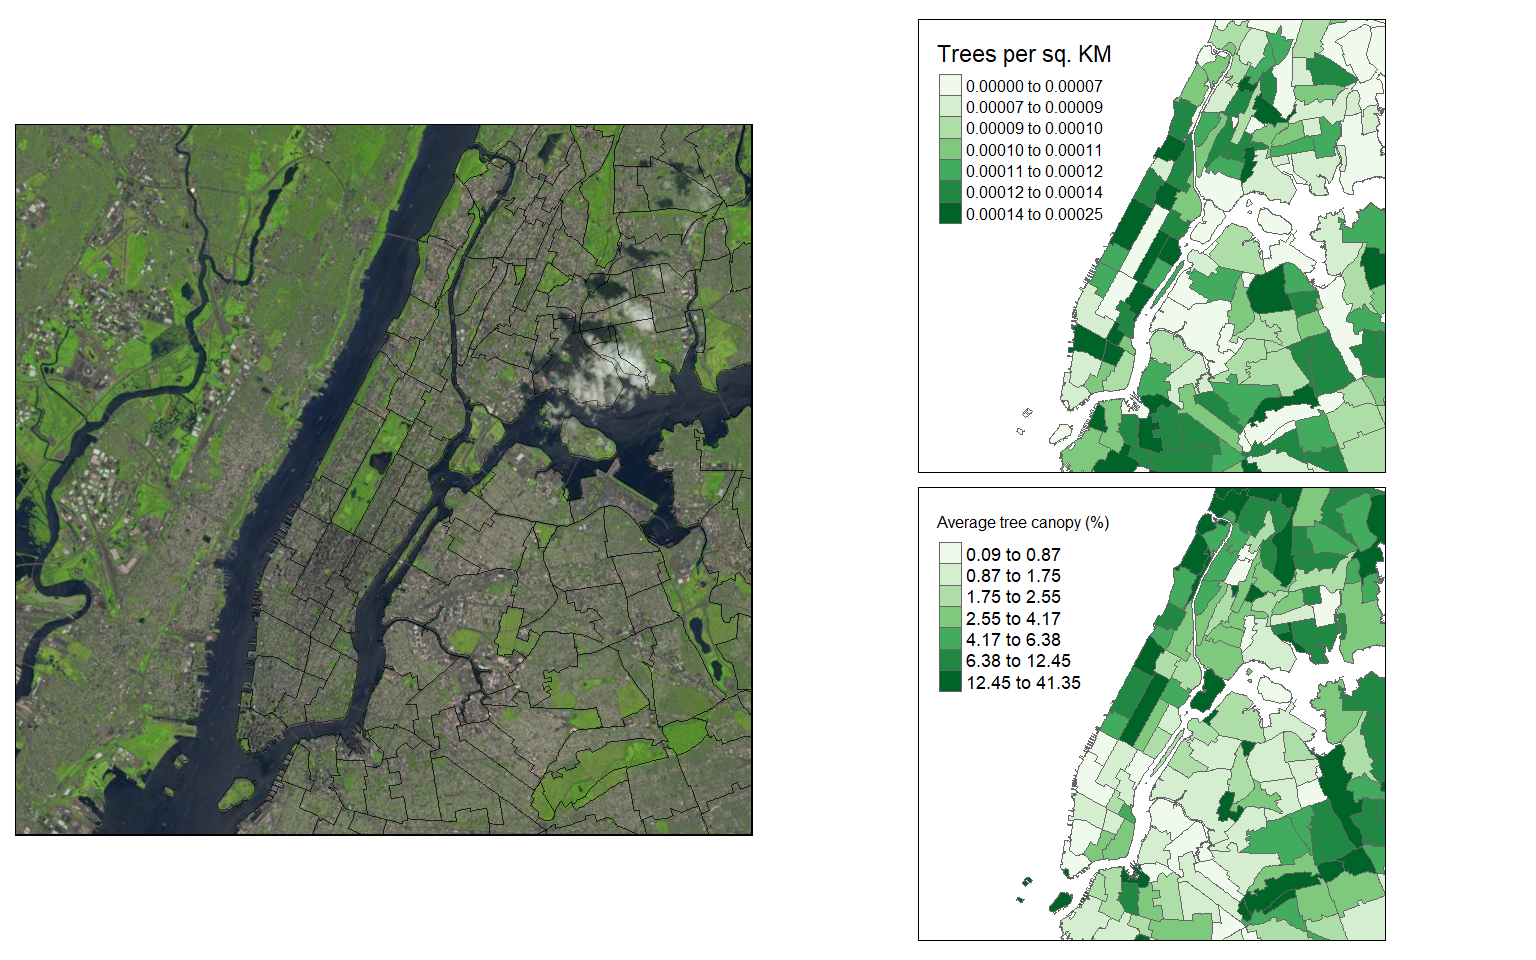 Trees per sq. KM
0.00000 to 0.00007
0.00007 to 0.00009
0.00009 to 0.00010
0.00010 to 0.00011
0.00011 to 0.00012
0.00012 to 0.00014
0.00014 to 0.00025
Average tree canopy (%)
0.09 to 0.87
0.87 to 1.75
1.75 to 2.55
2.55 to 4.17
4.17 to 6.38
6.38 to 12.45
12.45 to 41.35